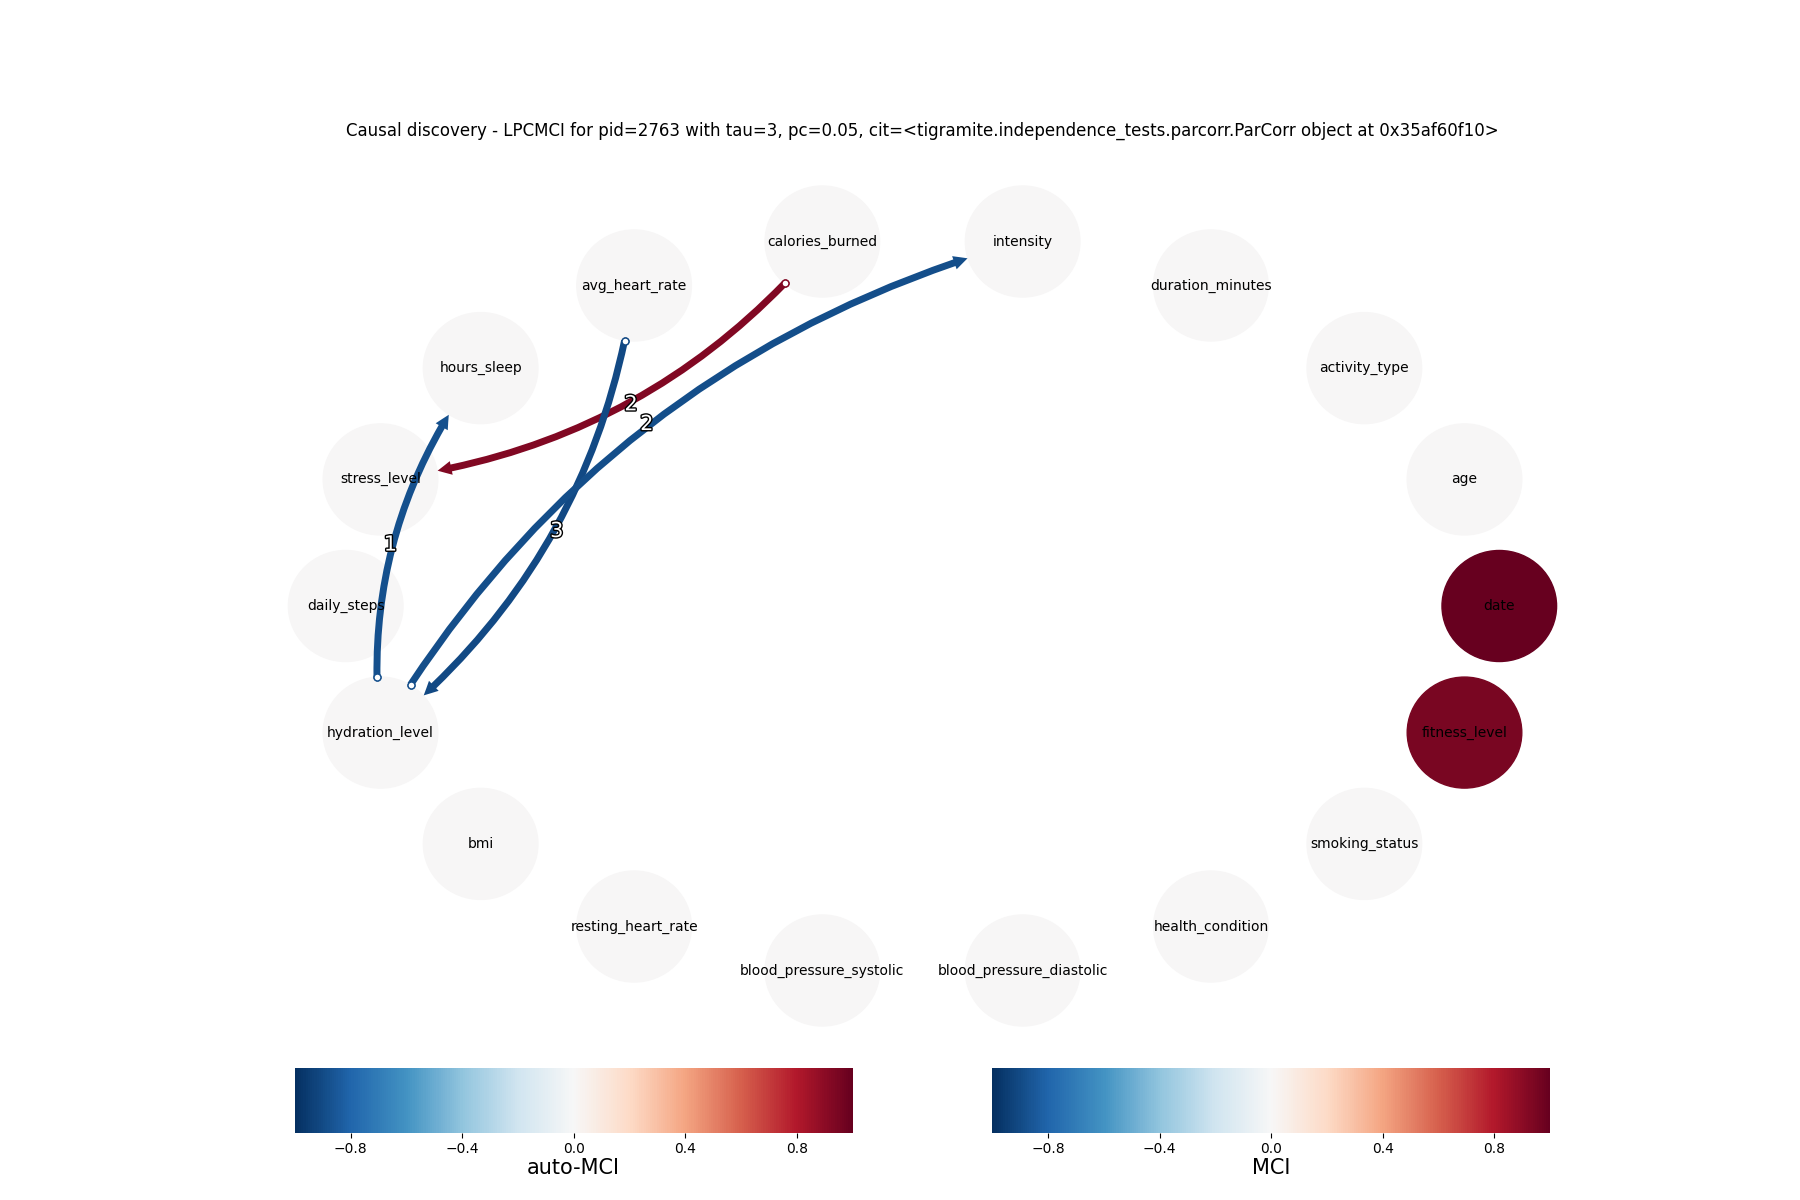 Causal discovery - LPCMCI for pid=2763 with tau=3, pc=0.05, cit=<tigramite.independence_tests.parcorr.ParCorr object at 0x35af60f10>
calories_burned
intensity
avg_heart_rate
duration_minutes
hours_sleep
activity_type
2
2
stress_level
age
3
1
daily_steps
date
hydration_level
fitness_level
bmi
smoking_status
resting_heart_rate
health_condition
blood_pressure_systolic
blood_pressure_diastolic
−0.8 −0.4 0.0 0.4 0.8
auto-MCI
−0.8 −0.4 0.0 0.4 0.8
MCI